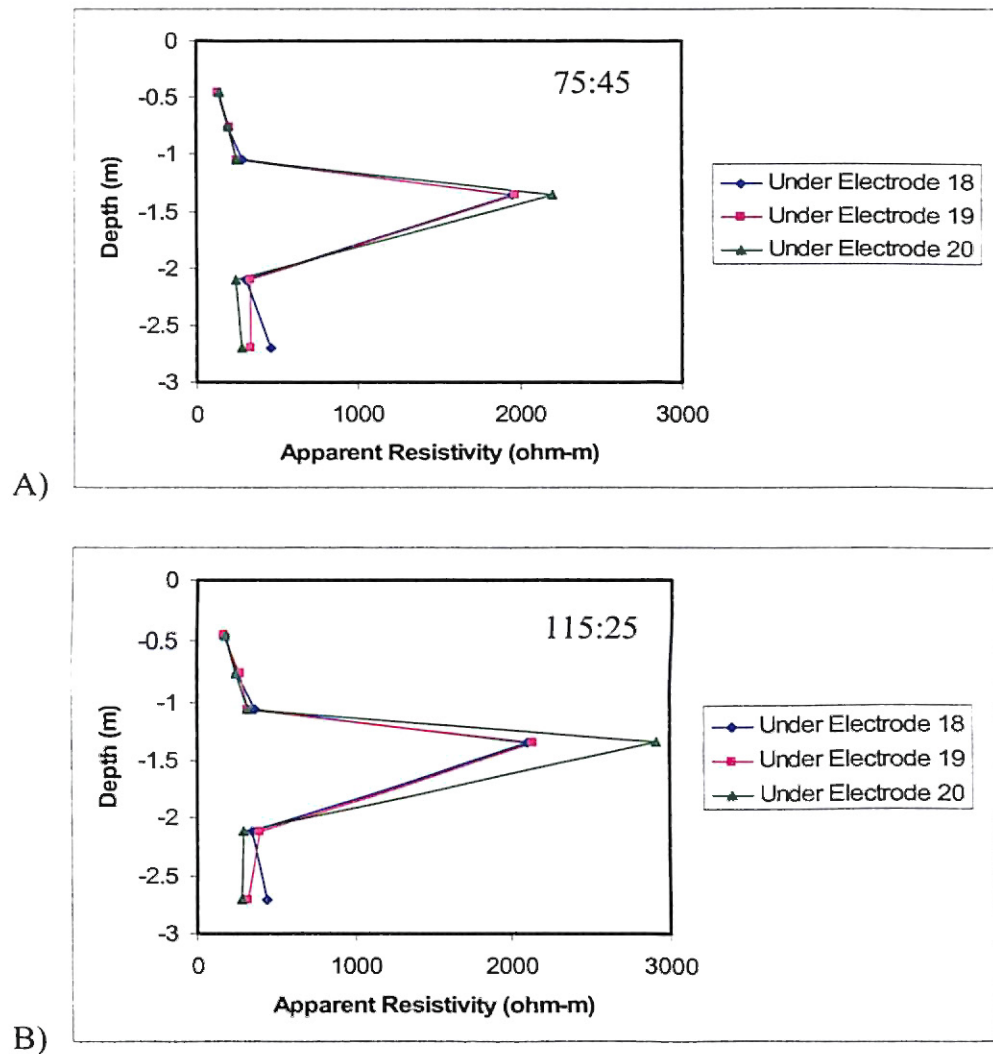 0
75:45
-0.5
-1
Depth (m)
-1.5
-2
-2.5
-3
0 1000 2000 3000
Apparent Resistivity (ohm-m)
Under Electrode 18
Under Electrode 19
Under Electrode 20
A)
0
115:25
-0.5
-1
Depth (m)
-1.5
-2
-2.5
-3
0 1000 2000 3000
Apparent Resistivity (ohm-m)
Under Electrode 18
Under Electrode 19
Under Electrode 20
B)